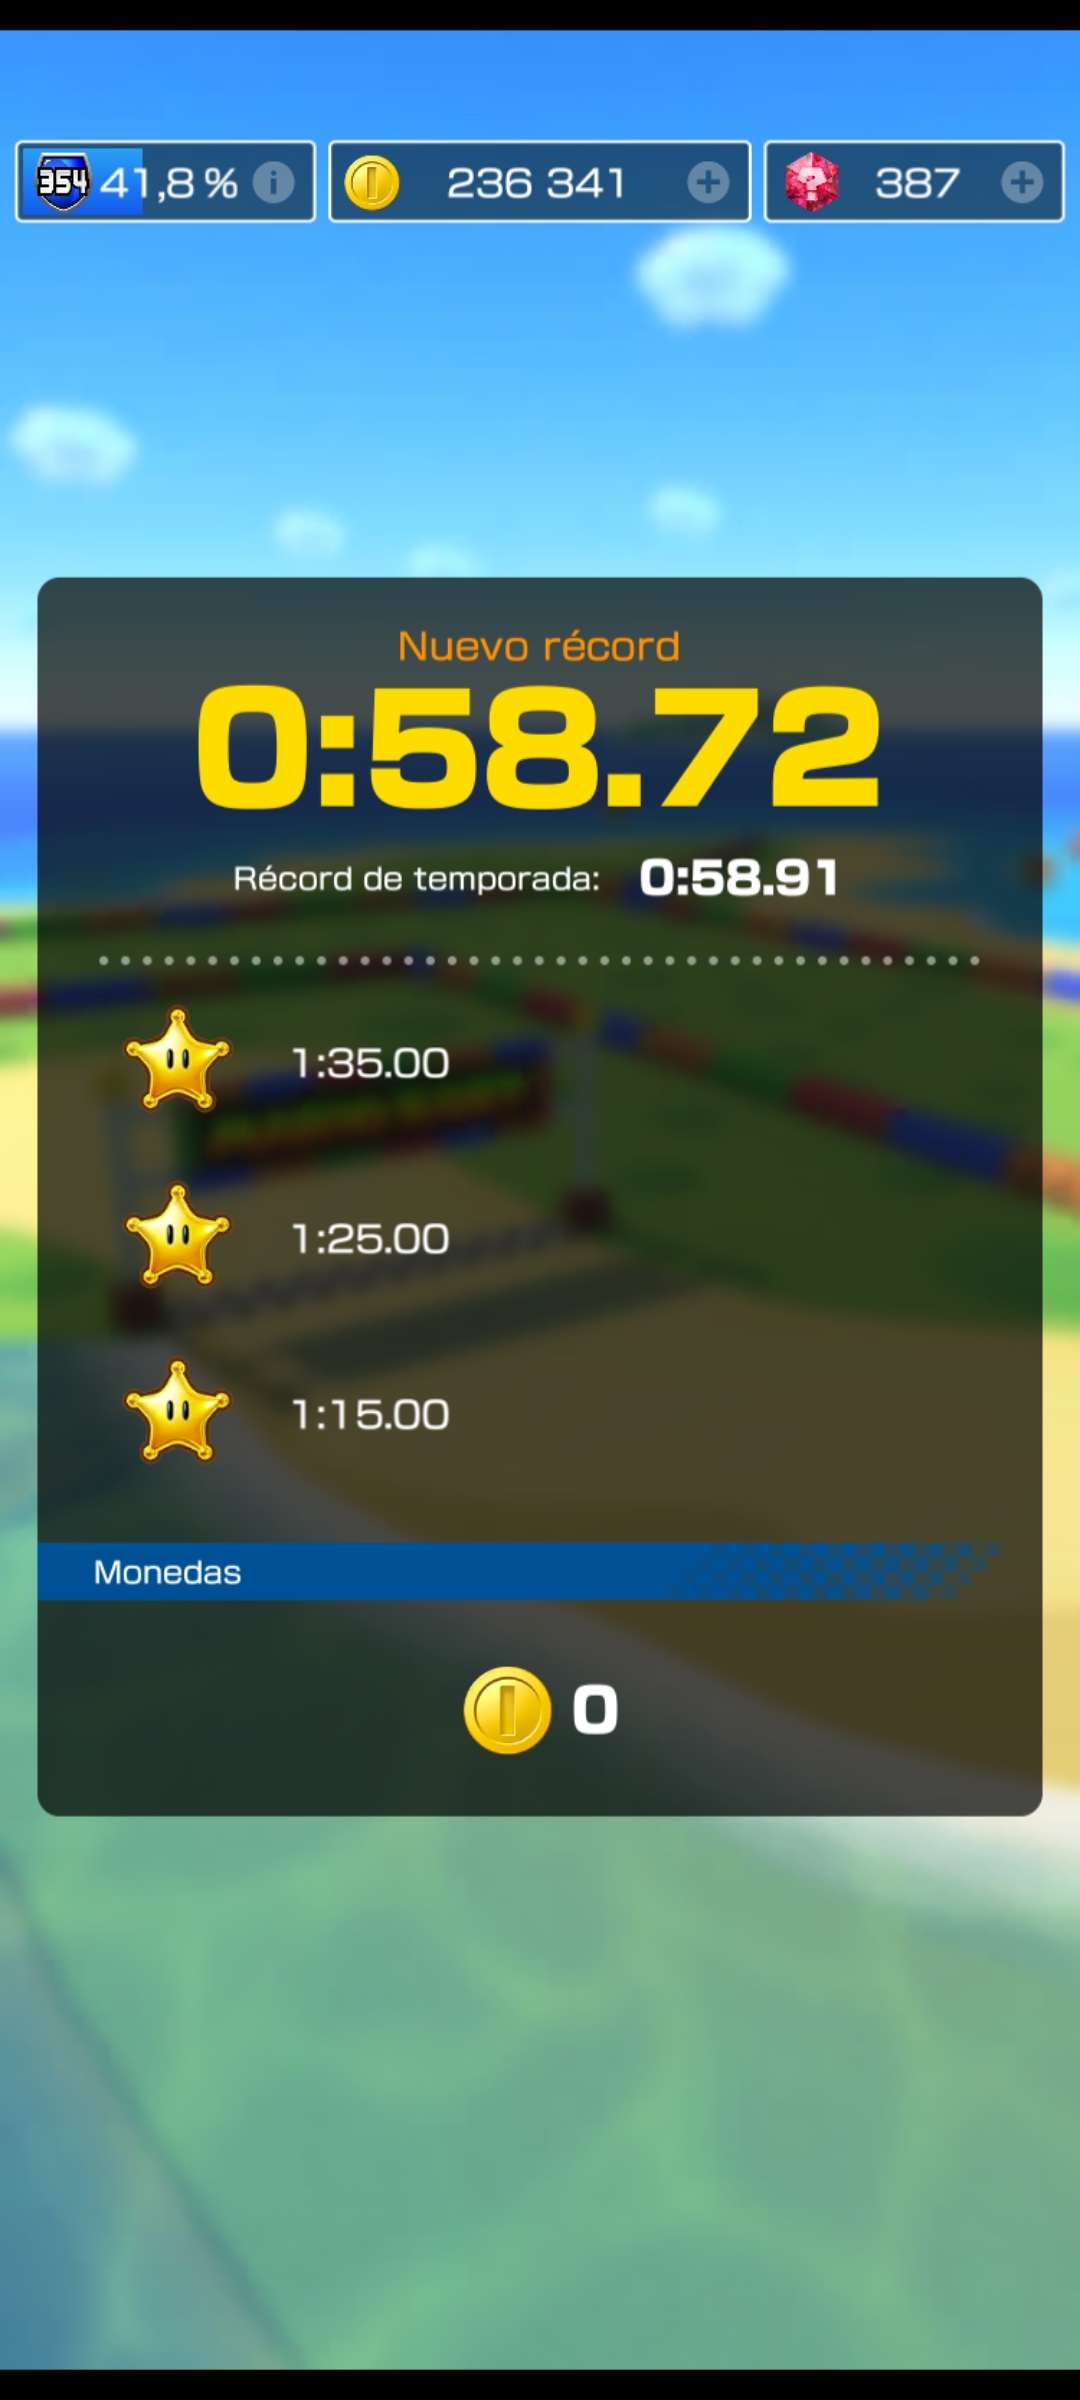 354 41,8 % i 236 341 + 387 +
Nuevo récord
0:58.72
Récord de temporada: 0:58.91
1:35.00
1:25.00
1:15.00
Monedas
0